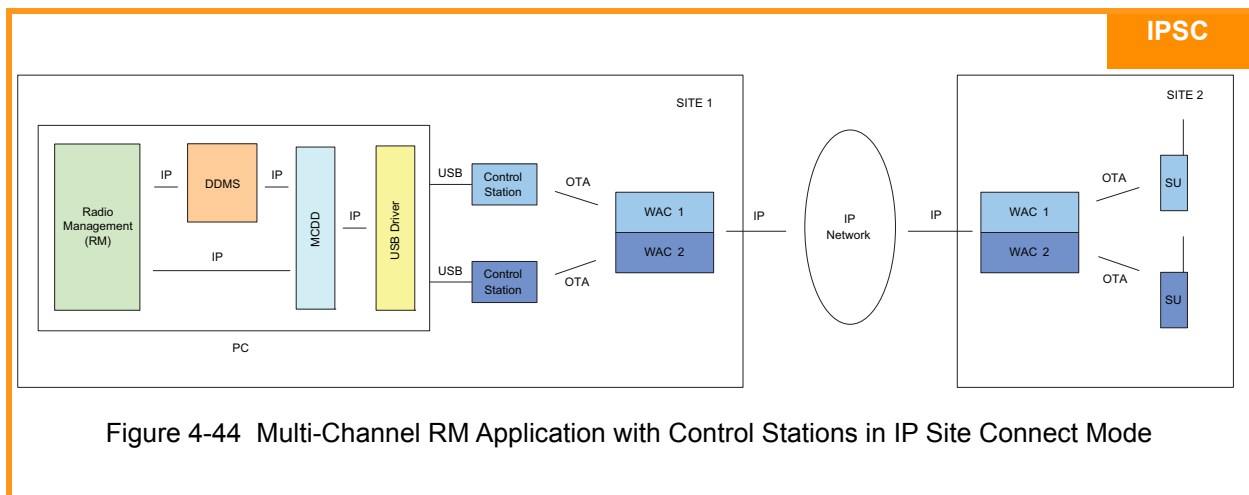 IPSC
SITE 1
SITE 2
Radio
Management
(RM)
IP
DDMS
IP
IP
MCDD
IP
USB Driver
PC
USB
Control
Station
OTA
USB
Control
Station
OTA
WAC 1
WAC 2
IP
IP
Network
IP
WAC 1
WAC 2
OTA
SU
OTA
SU
Figure 4-44 Multi-Channel RM Application with Control Stations in IP Site Connect Mode